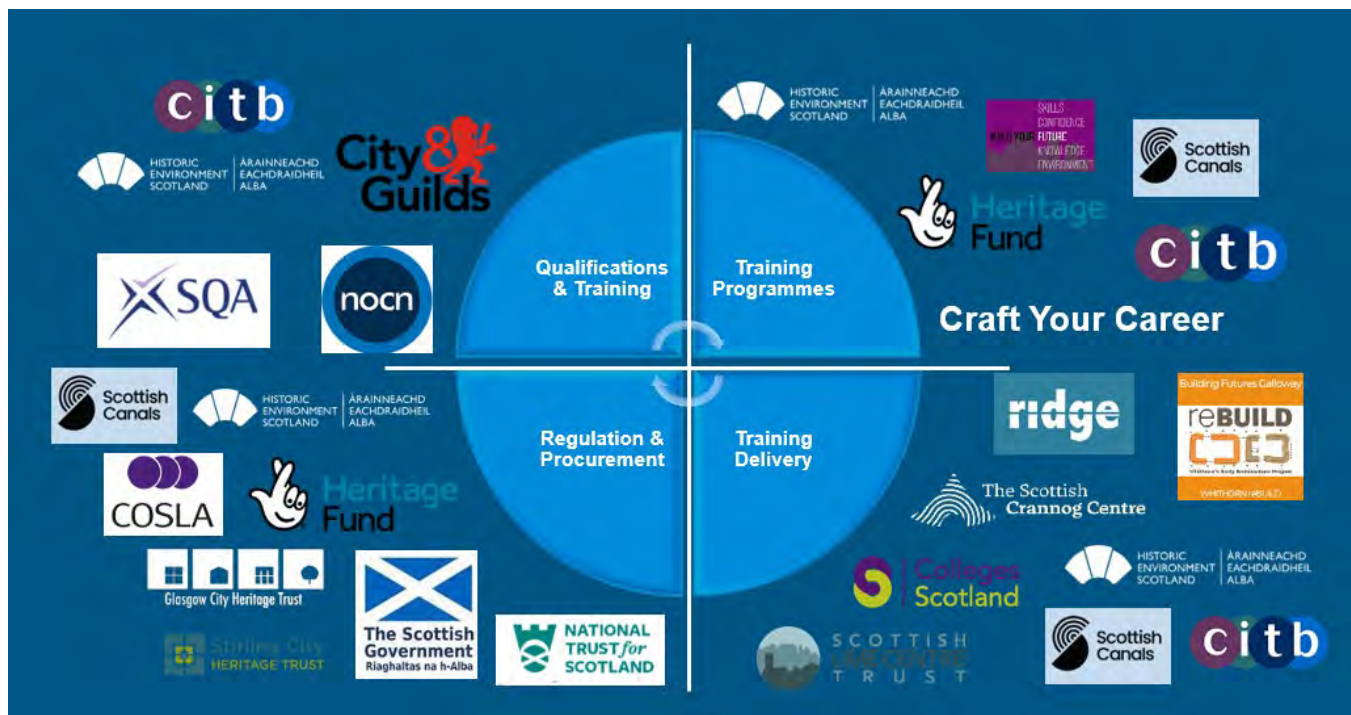 citb
HISTORIC
ENVIRONMENT
SCOTLAND
ÀRAINNEACHD
EACHDRAIDHEIL
ALBA
City &
Guilds
SQA
nocn
Qualifications
& Training
HISTORIC
ENVIRONMENT
SCOTLAND
ÀRAINNEACHD
EACHDRAIDHEIL
ALBA
SKILLS
CONFIDENCE
BUILD YOUR FUTURE
KNOWLEDGE
ENVIRONMENT
Scottish
Canals
Heritage
Fund
citb
Training
Programmes
Craft Your Career
Scottish
Canals
HISTORIC
ENVIRONMENT
SCOTLAND
ÀRAINNEACHD
EACHDRAIDHEIL
ALBA
Regulation &
Procurement
COSLA
Heritage
Fund
Glasgow City Heritage Trust
The Scottish
Government
Riaghaltas na h-Alba
Stirling City
HERITAGE TRUST
NATIONAL
TRUST for
SCOTLAND
Training
Delivery
ridge
Building Futures Galloway
reBUILD
WHITHORN reBUILD
The Scottish
Crannog Centre
HISTORIC
ENVIRONMENT
SCOTLAND
ÀRAINNEACHD
EACHDRAIDHEIL
ALBA
Colleges
Scotland
Scottish
Canals
citb
SCOTTISH
LIME CENTRE
TRUST